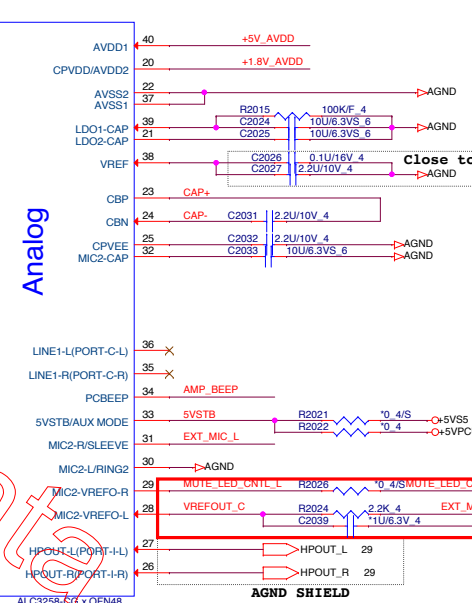 AVDD1 40 +5V_AVDD
CPVDD/AVDD2 20 +1.8V_AVDD
AVSS2 22 AGND
AVSS1 37
R2015 100K/F_4
LDO1-CAP 39 C2024 10U/6.3VS_6 AGND
LDO2-CAP 21 C2025 10U/6.3VS_6
VREF 38 C2026 0.1U/16V_4 Close to
C2027 2.2U/10V_4 AGND
CBP 23 CAP+
CBN 24 CAP- C2031 2.2U/10V_4
CPVEE 25 C2032 2.2U/10V_4 AGND
MIC2-CAP 32 C2033 10U/6.3VS_6 AGND
Analog
LINE1-L(PORT-C-L) 36
LINE1-R(PORT-C-R) 35
PCBEEP 34 AMP_BEEP
5VSTB/AUX MODE 33 5VSTB R2021 *0_4/S +5VS5
R2022 *0_4 +5VPC
MIC2-R/SLEEVE 31 EXT_MIC_L
MIC2-L/RING2 30 AGND
MIC2-VREFO-R 29 MUTE_LED_CNTL_L R2026 *0_4/S MUTE_LED_C
MIC2-VREFO-L 28 VREFOUT_C R2024 2.2K_4 EXT_M
C2039 *1U/6.3V_4
HPOUT-L(PORT-I-L) 27 HPOUT_L 29
HPOUT-R(PORT-I-R) 26 HPOUT_R 29
AGND SHIELD